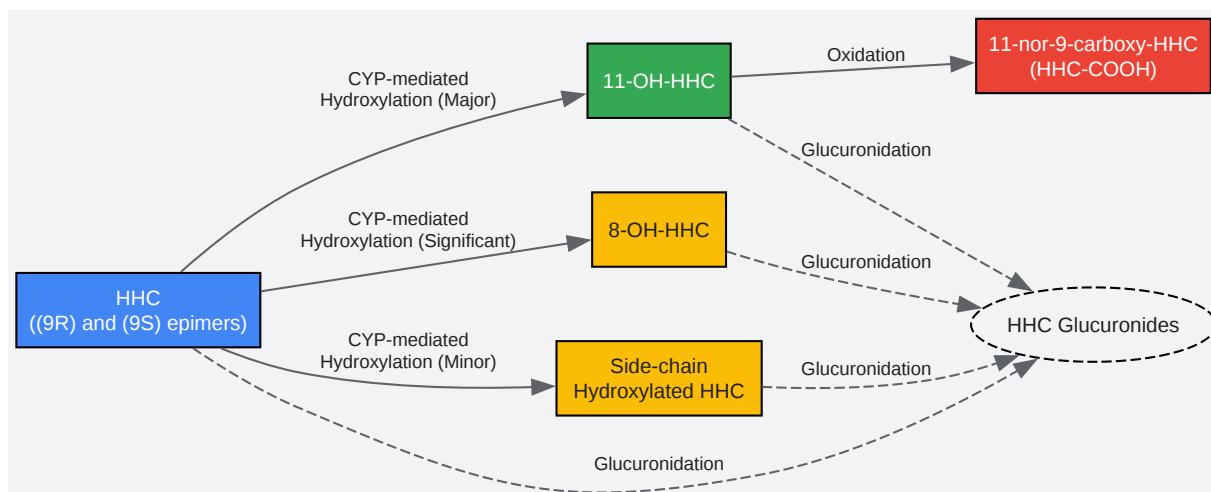 11-nor-9-carboxy-HHC
(HHC-COOH)
Oxidation
CYP-mediated
Hydroxylation (Major)
11-OH-HHC
Glucuronidation
CYP-mediated
Hydroxylation (Significant)
8-OH-HHC
Glucuronidation
HHC
((9R) and (9S) epimers)
HHC Glucuronides
CYP-mediated
Hydroxylation (Minor)
Side-chain
Hydroxylated HHC
Glucuronidation
Glucuronidation